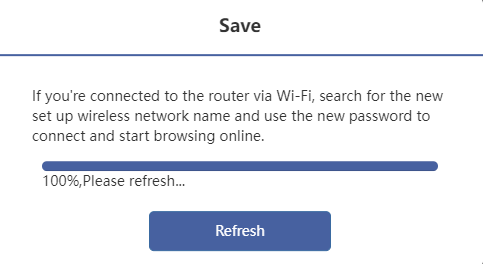 Save
If you're connected to the router via Wi-Fi, search for the new
set up wireless network name and use the new password to
connect and start browsing online.
100%,Please refresh...
Refresh